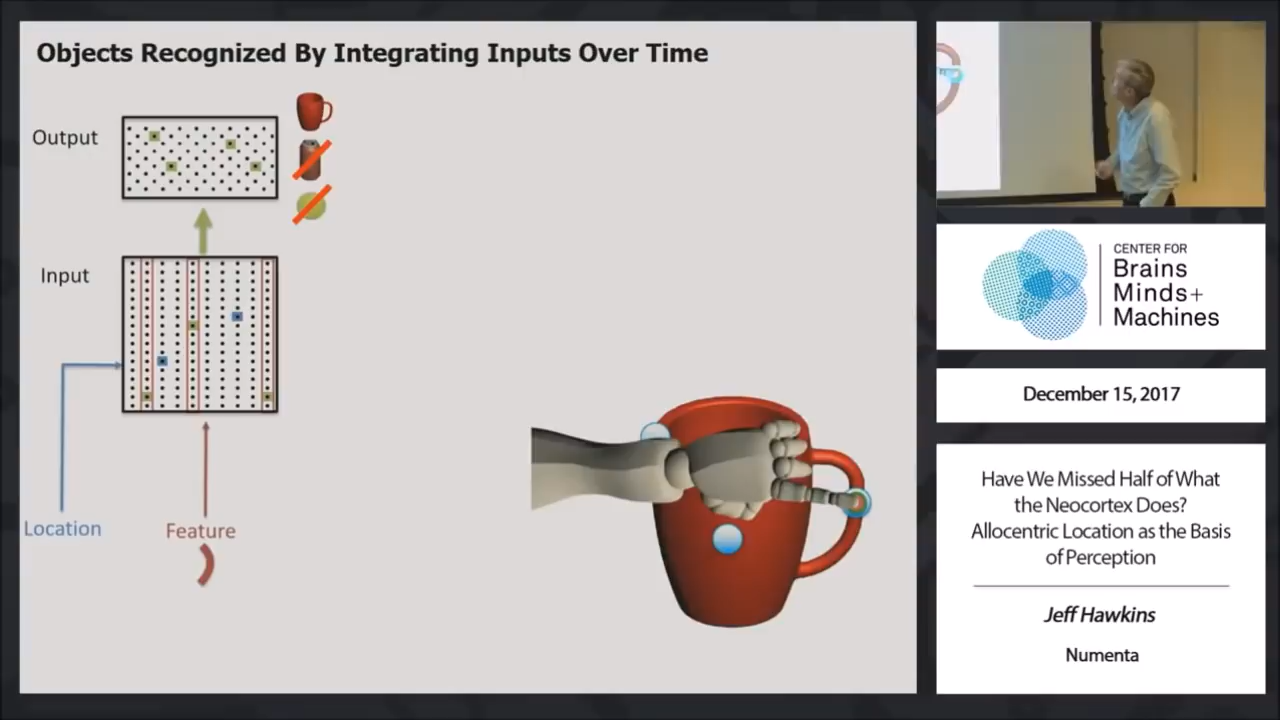 Objects Recognized By Integrating Inputs Over Time
Output
Input
Location
Feature
CENTER FOR
Brains
Minds+
Machines
December 15, 2017
Have We Missed Half of What
the Neocortex Does?
Allocentric Location as the Basis
of Perception
Jeff Hawkins
Numenta